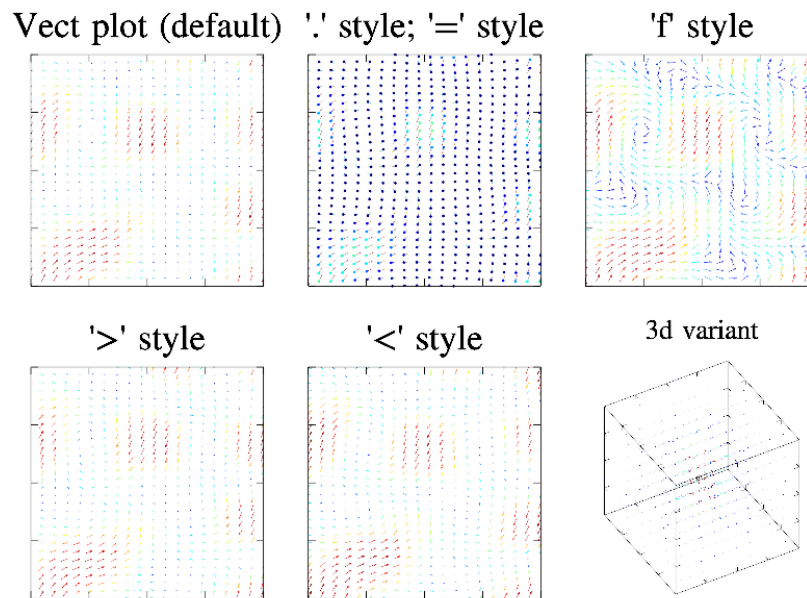 Vect plot (default)
'.' style; '=' style
'f' style
'>' style
'<' style
3d variant